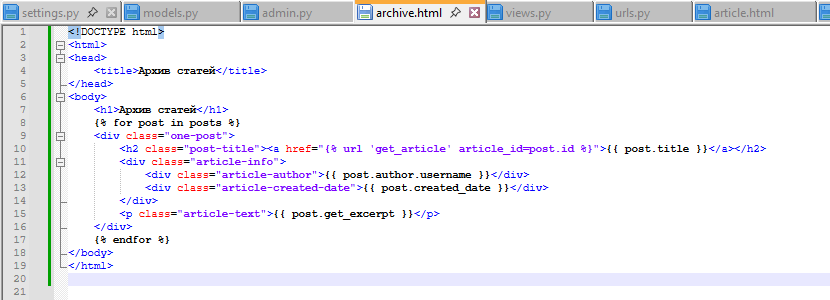 settings.py models.py admin.py archive.html views.py urls.py article.html
1 <!DOCTYPE html>
2 <html>
3 <head>
4 <title>Архив статей</title>
5 </head>
6 <body>
7 <h1>Архив статей</h1>
8 {% for post in posts %}
9 <div class="one-post">
10 <h2 class="post-title"><a href="{% url 'get_article' article_id=post.id %}">{{ post.title }}</a></h2>
11 <div class="article-info">
12 <div class="article-author">{{ post.author.username }}</div>
13 <div class="article-created-date">{{ post.created_date }}</div>
14 </div>
15 <p class="article-text">{{ post.get_excerpt }}</p>
16 </div>
17 {% endfor %}
18 </body>
19 </html>
20
21